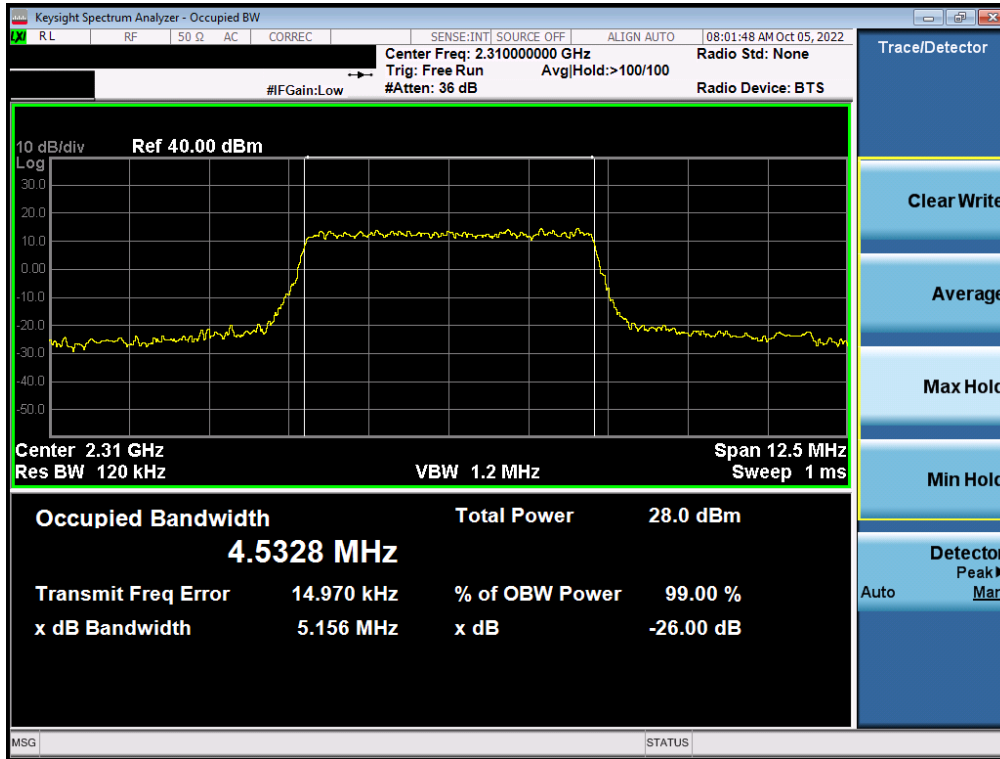 Keysight Spectrum Analyzer - Occupied BW
LXI RL RF 50 Ω AC CORREC SENSE:INT SOURCE OFF ALIGN AUTO 08:01:48 AM Oct 05, 2022
Center Freq: 2.310000000 GHz Radio Std: None
Trig: Free Run Avg|Hold:>100/100
#IFGain:Low #Atten: 36 dB Radio Device: BTS
Trace/Detector
10 dB/div Ref 40.00 dBm
Log
30.0
20.0
10.0
0.00
-10.0
-20.0
-30.0
-40.0
-50.0
Center 2.31 GHz Span 12.5 MHz
Res BW 120 kHz VBW 1.2 MHz Sweep 1 ms
Occupied Bandwidth Total Power 28.0 dBm
4.5328 MHz
Transmit Freq Error 14.970 kHz % of OBW Power 99.00 %
x dB Bandwidth 5.156 MHz x dB -26.00 dB
Clear Write
Average
Max Hold
Min Hold
Detector
Peak
Auto Man
MSG STATUS